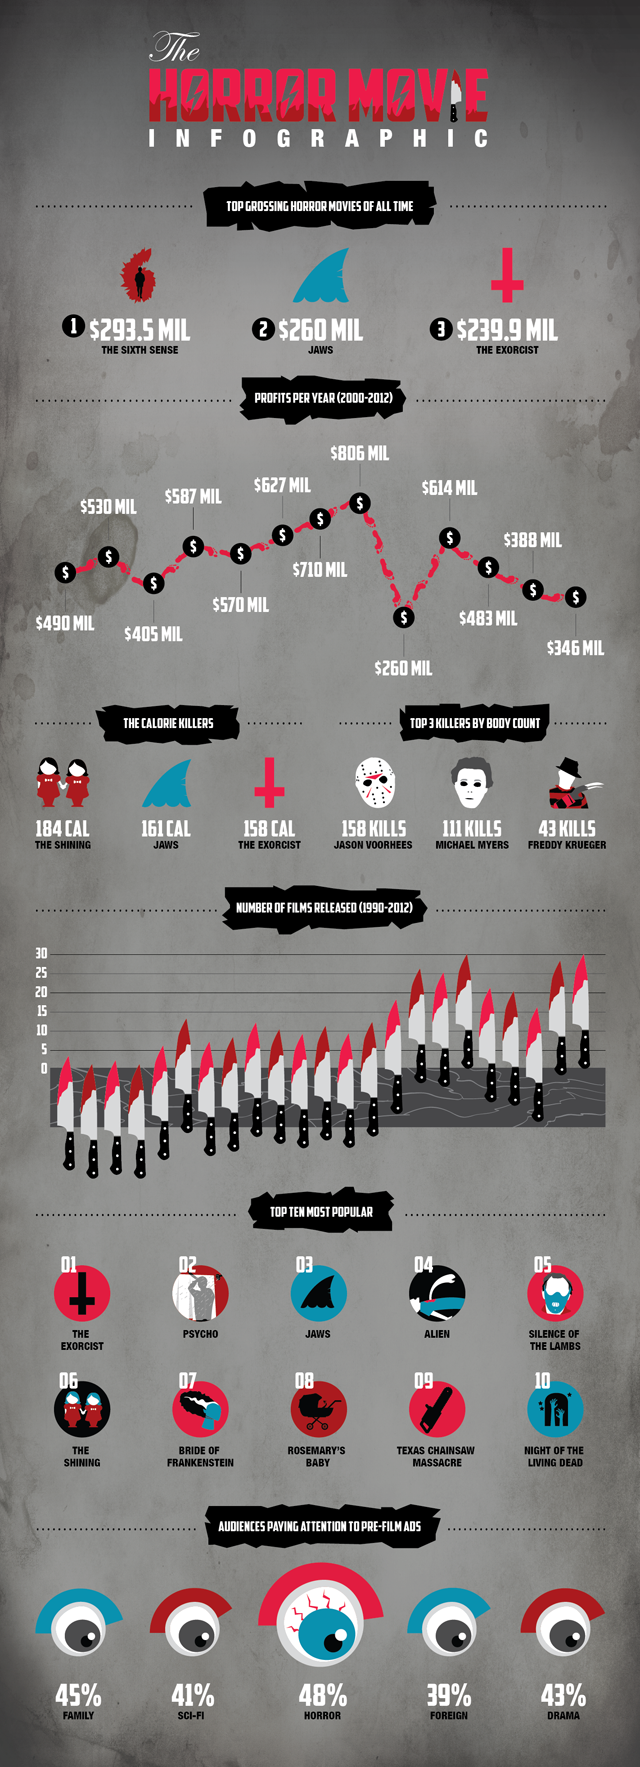 The
HORROR MOVIE
INFOGRAPHIC
TOP GROSSING HORROR MOVIES OF ALL TIME
1 $293.5 MIL
THE SIXTH SENSE
2 $260 MIL
JAWS
3 $239.9 MIL
THE EXORCIST
PROFITS PER YEAR (2000-2012)
$490 MIL
$530 MIL
$405 MIL
$587 MIL
$570 MIL
$627 MIL
$710 MIL
$806 MIL
$260 MIL
$614 MIL
$483 MIL
$388 MIL
$346 MIL
$ $ $ $ $ $ $ $ $ $ $ $ $
THE CALORIE KILLERS
184 CAL
THE SHINING
161 CAL
JAWS
158 CAL
THE EXORCIST
TOP 3 KILLERS BY BODY COUNT
158 KILLS
JASON VOORHEES
111 KILLS
MICHAEL MYERS
43 KILLS
FREDDY KRUEGER
NUMBER OF FILMS RELEASED (1990-2012)
30
25
20
15
10
5
0
TOP TEN MOST POPULAR
01
THE
EXORCIST
02
PSYCHO
03
JAWS
04
ALIEN
05
SILENCE OF
THE LAMBS
06
THE
SHINING
07
BRIDE OF
FRANKENSTEIN
08
ROSEMARY'S
BABY
09
TEXAS CHAINSAW
MASSACRE
10
NIGHT OF THE
LIVING DEAD
AUDIENCES PAYING ATTENTION TO PRE-FILM ADS
45%
FAMILY
41%
SCI-FI
48%
HORROR
39%
FOREIGN
43%
DRAMA